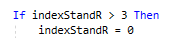 If indexStandR > 3 Then
    indexStandR = 0